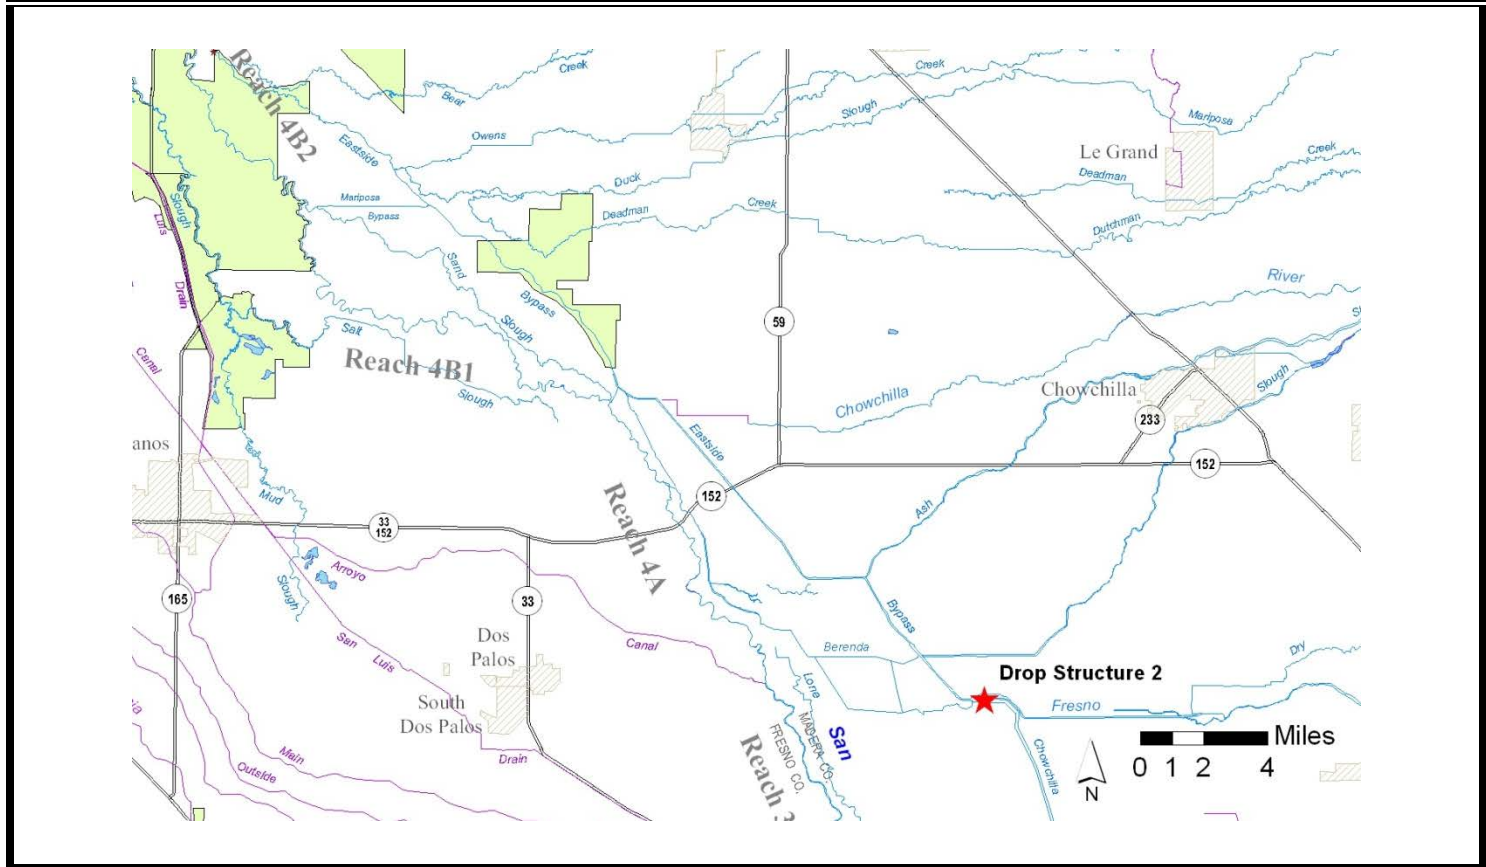 Creek
Creek
Reach 4B2
Bear
Slough
Mariposa
Owens
Eastside
Le Grand
Creek
Deadman
Duck
Mariposa
Bypass
Slough
Deadman
Creek
Luis
Dutchman
Sand
River
Drain
Bypass
59
Salt
Slough
Canal
Reach 4B1
Slough
Slough
Chowchilla
Chowchilla
233
anos
Eastside
152
152
Mud
Reach 4A
Ash
33
152
Arroyo
Slough
165
33
Bypass
San
Luis
Dos
Palos
Canal
Berenda
Dry
Drop Structure 2
Lone
South
Dos Palos
Fresno
San
MADERA CO.
FRESNO CO.
Reach 3
Main
Drain
Outside
Chowchilla
Miles
0 1 2 4
N